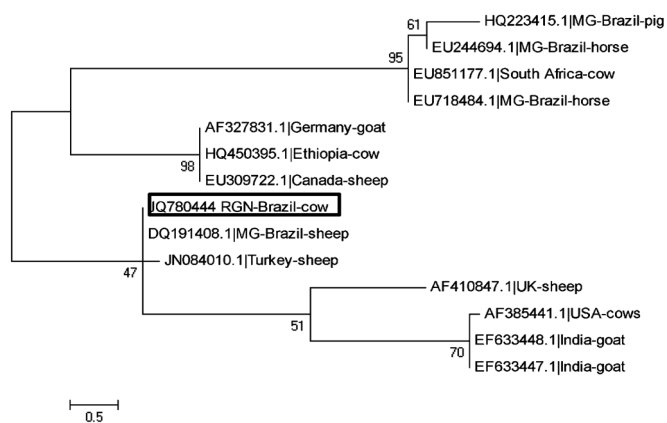 HQ223415.1|MG-Brazil-pig
61
EU244694.1|MG-Brazil-horse
95
EU851177.1|South Africa-cow
EU718484.1|MG-Brazil-horse
AF327831.1|Germany-goat
HQ450395.1|Ethiopia-cow
98
EU309722.1|Canada-sheep
JQ780444 RGN-Brazil-cow
DQ191408.1|MG-Brazil-sheep
JN084010.1|Turkey-sheep
47
AF410847.1|UK-sheep
AF385441.1|USA-cows
51
EF633448.1|India-goat
70
EF633447.1|India-goat
0.5